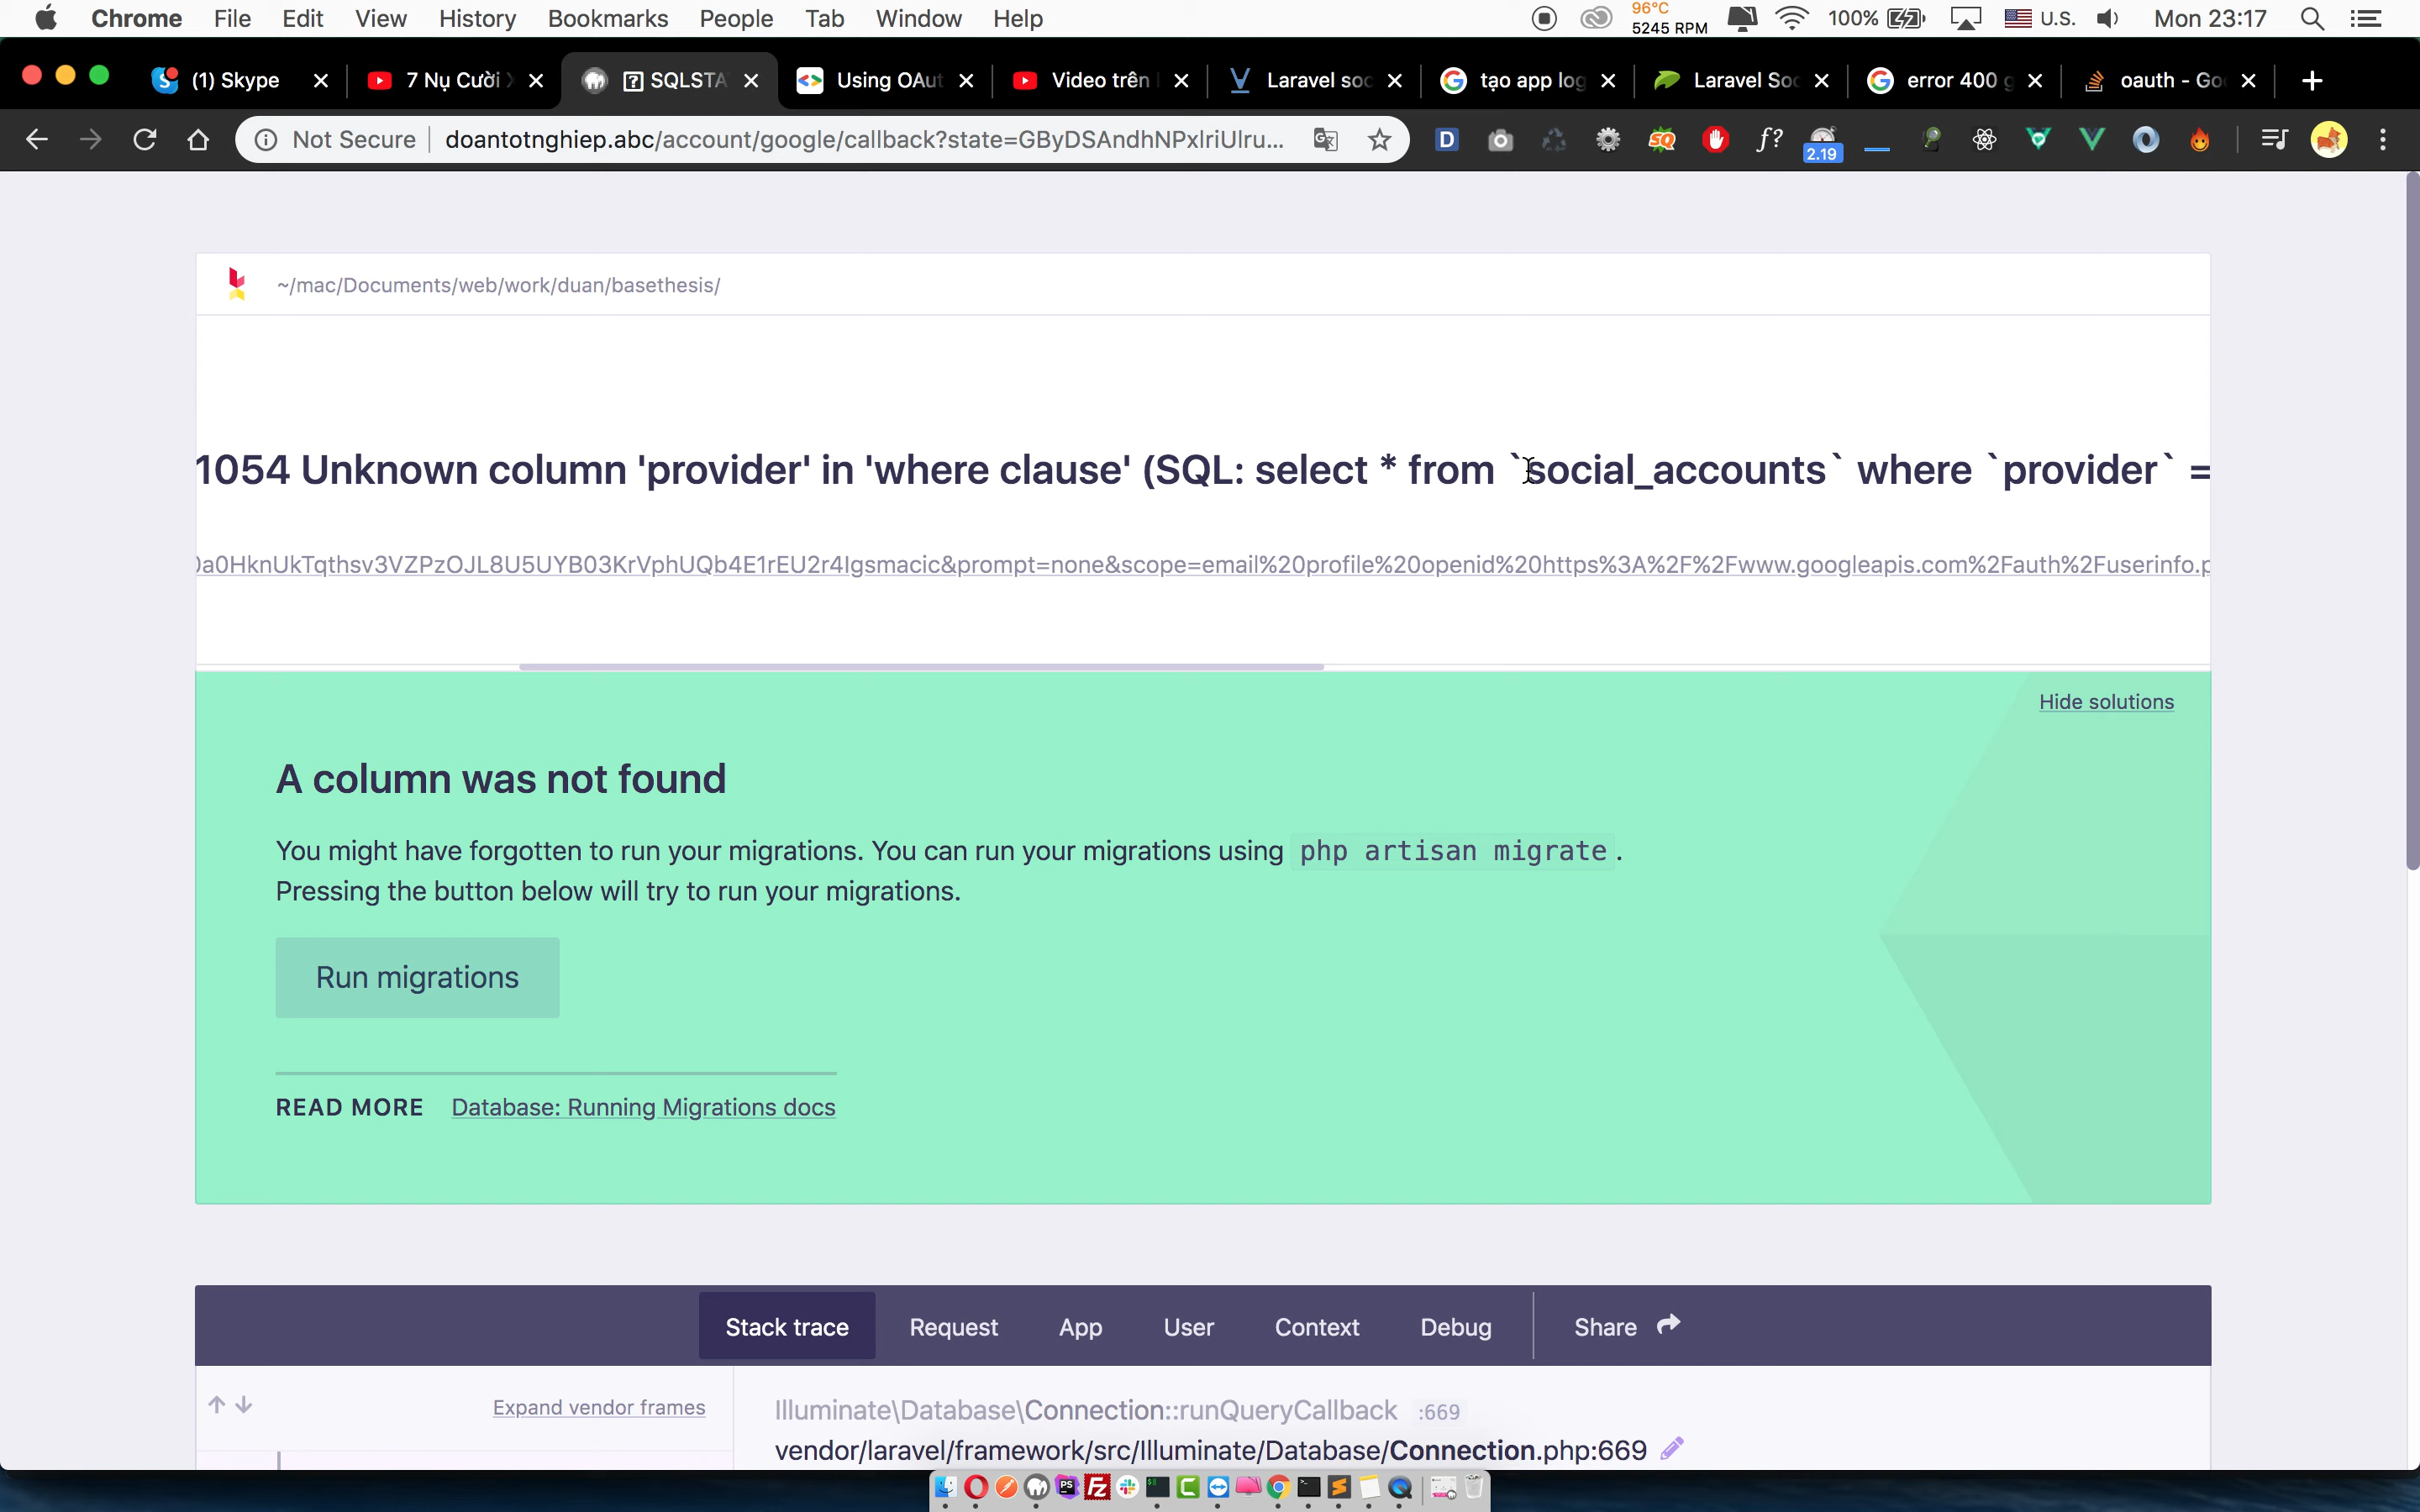 Chrome File Edit View History Bookmarks People Tab Window Help 96°C 5245 RPM 100% U.S. Mon 23:17
(1) Skype 7 Nụ Cười SQLSTA Using OAut Video trên Laravel soc tạo app log Laravel Soc error 400 g oauth - Go
Not Secure doantotnghiep.abc/account/google/callback?state=GByDSAndhNPxlriUlru... D SQ f? 2.19
~/mac/Documents/web/work/duan/basethesis/
1054 Unknown column 'provider' in 'where clause' (SQL: select * from `social_accounts` where `provider` =
0a0HknUkTqthsv3VZPzOJL8U5UYB03KrVphUQb4E1rEU2r4Igsmacic&prompt=none&scope=email%20profile%20openid%20https%3A%2F%2Fwww.googleapis.com%2Fauth%2Fuserinfo.p
Hide solutions
A column was not found
You might have forgotten to run your migrations. You can run your migrations using php artisan migrate.
Pressing the button below will try to run your migrations.
Run migrations
READ MORE Database: Running Migrations docs
Stack trace Request App User Context Debug Share
Expand vendor frames
Illuminate\Database\Connection::runQueryCallback :669
vendor/laravel/framework/src/Illuminate/Database/Connection.php:669